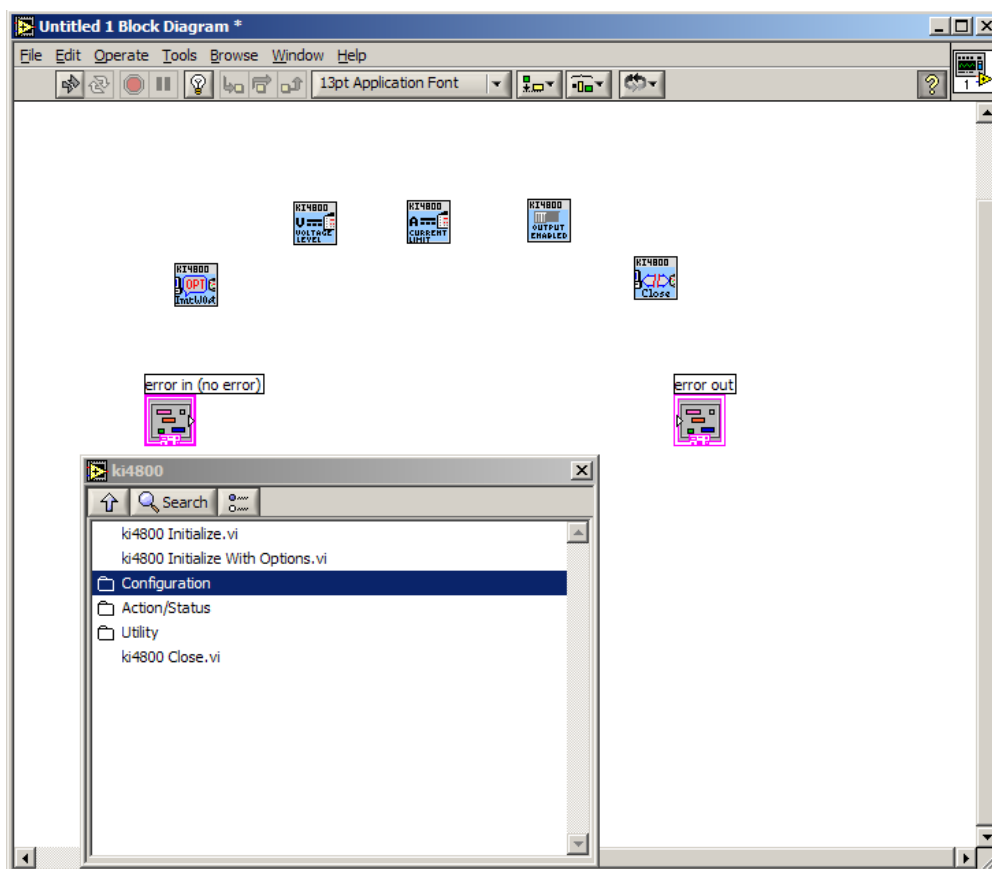 Untitled 1 Block Diagram *
File Edit Operate Tools Browse Window Help
13pt Application Font
1
KI4800
V
VOLTAGE
LEVEL
KI4800
A
CURRENT
LIMIT
KI4800
OUTPUT
ENABLED
KI4800
OPT
InitWOpt
KI4800
Close
error in (no error)
error out
ki4800
Search
ki4800 Initialize.vi
ki4800 Initialize With Options.vi
Configuration
Action/Status
Utility
ki4800 Close.vi